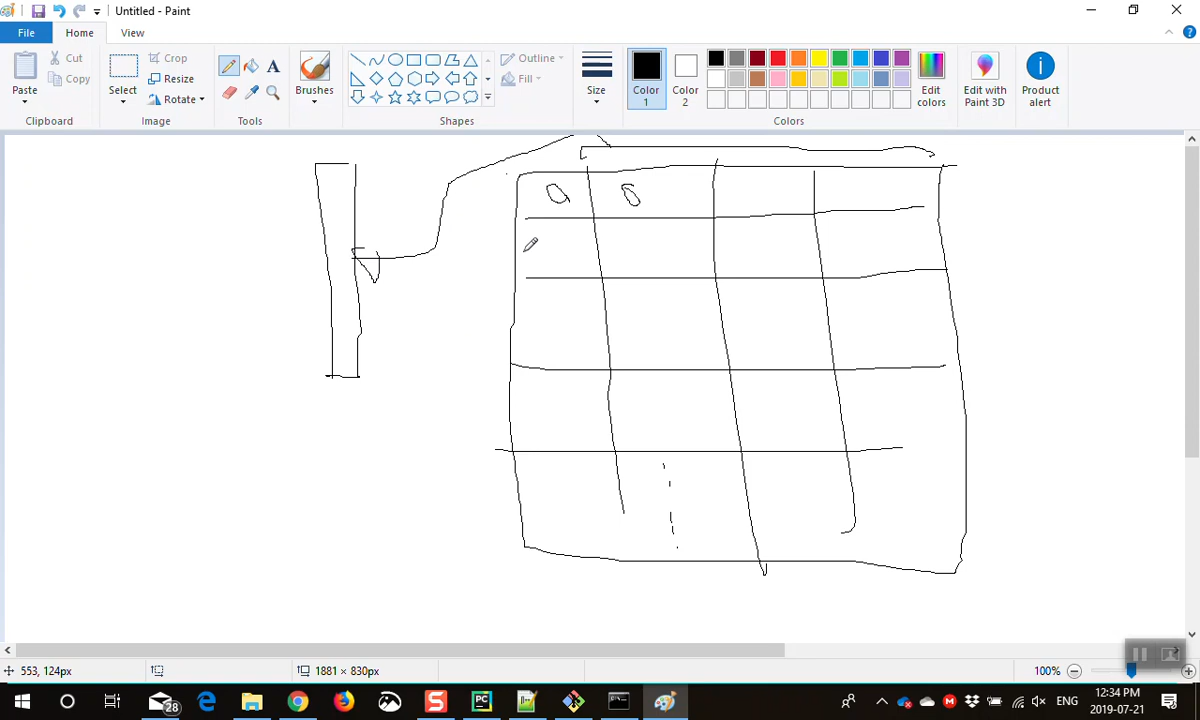 Untitled - Paint
File
Home
View
Paste
Cut
Copy
Clipboard
Select
Crop
Resize
Rotate
Image
A
Tools
Brushes
Outline
Fill
Shapes
Size
Color 1
Color 2
Edit colors
Colors
Edit with Paint 3D
Product alert
553, 124px
1881 × 830px
100%
28
ENG
12:34 PM
2019-07-21